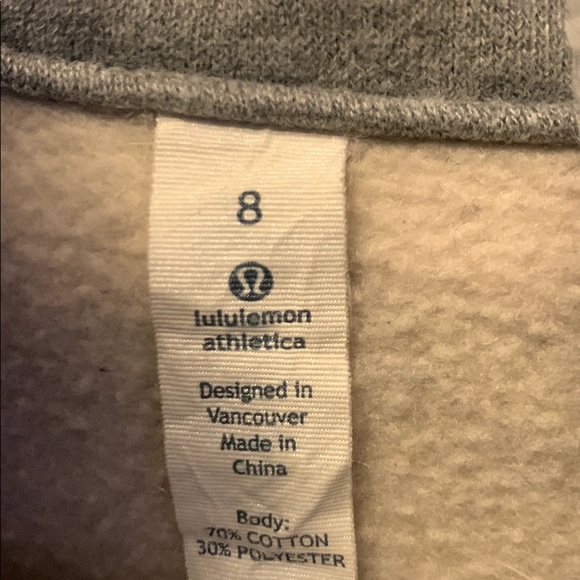 8
lululemon
athletica
Designed in
Vancouver
Made in
China
Body:
70% COTTON
30% POLYESTER